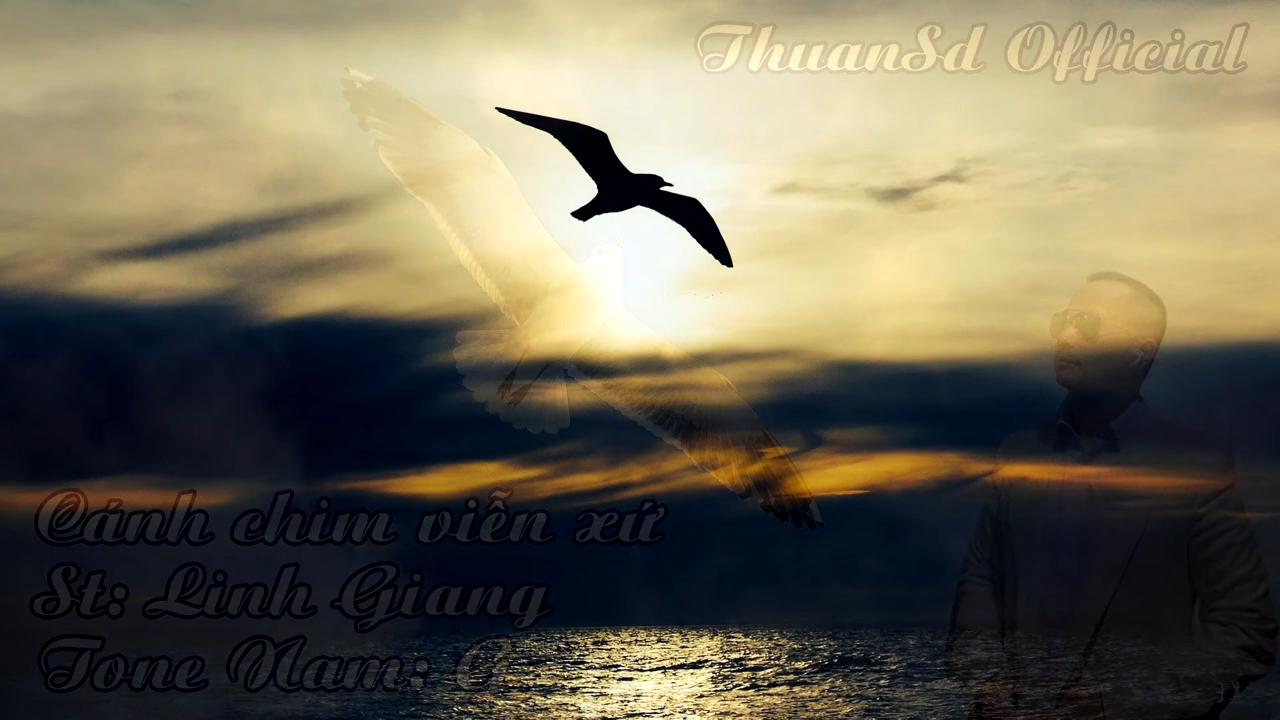 ThuanSd Official
Cánh chim viễn xứ
St: Linh Giang
Tone Nam: